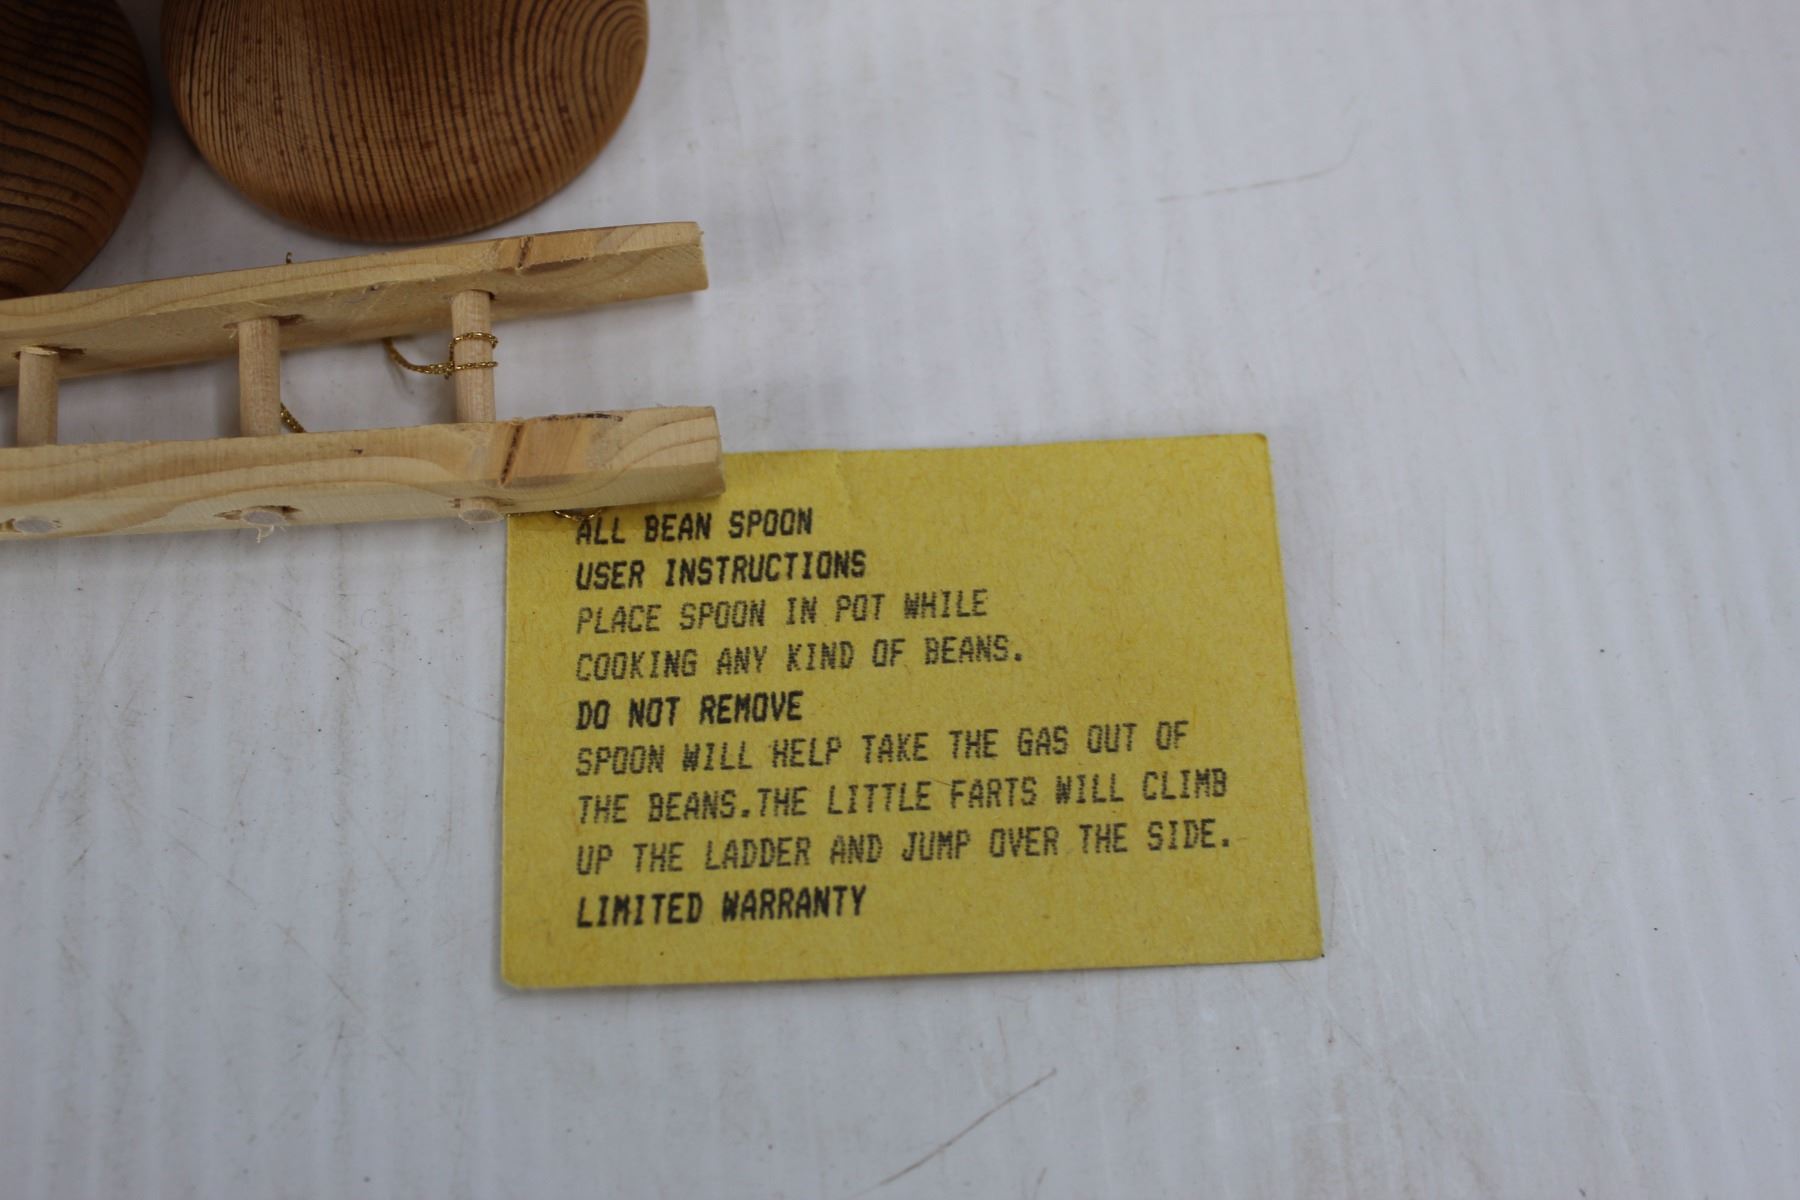 ALL BEAN SPOON
USER INSTRUCTIONS
PLACE SPOON IN POT WHILE
COOKING ANY KIND OF BEANS.
DO NOT REMOVE
SPOON WILL HELP TAKE THE GAS OUT OF
THE BEANS.THE LITTLE FARTS WILL CLIMB
UP THE LADDER AND JUMP OVER THE SIDE.
LIMITED WARRANTY